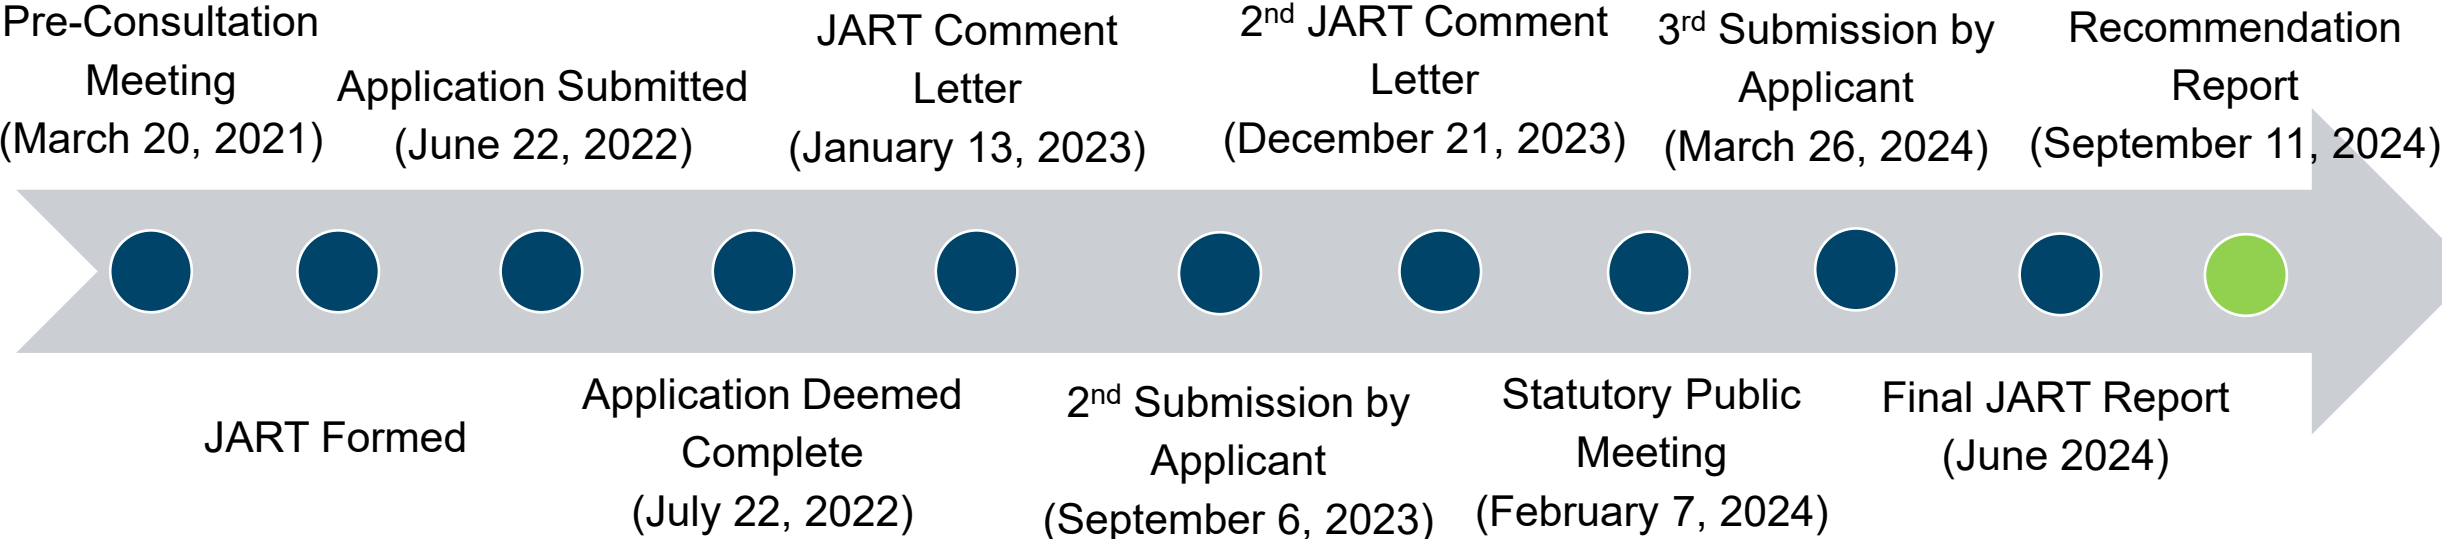 Pre-Consultation
Meeting
(March 20, 2021)
JART Formed
Application Submitted
(June 22, 2022)
Application Deemed
Complete
(July 22, 2022)
JART Comment
Letter
(January 13, 2023)
2nd Submission by
Applicant
(September 6, 2023)
2nd JART Comment
Letter
(December 21, 2023)
Statutory Public
Meeting
(February 7, 2024)
3rd Submission by
Applicant
(March 26, 2024)
Final JART Report
(June 2024)
Recommendation
Report
(September 11, 2024)